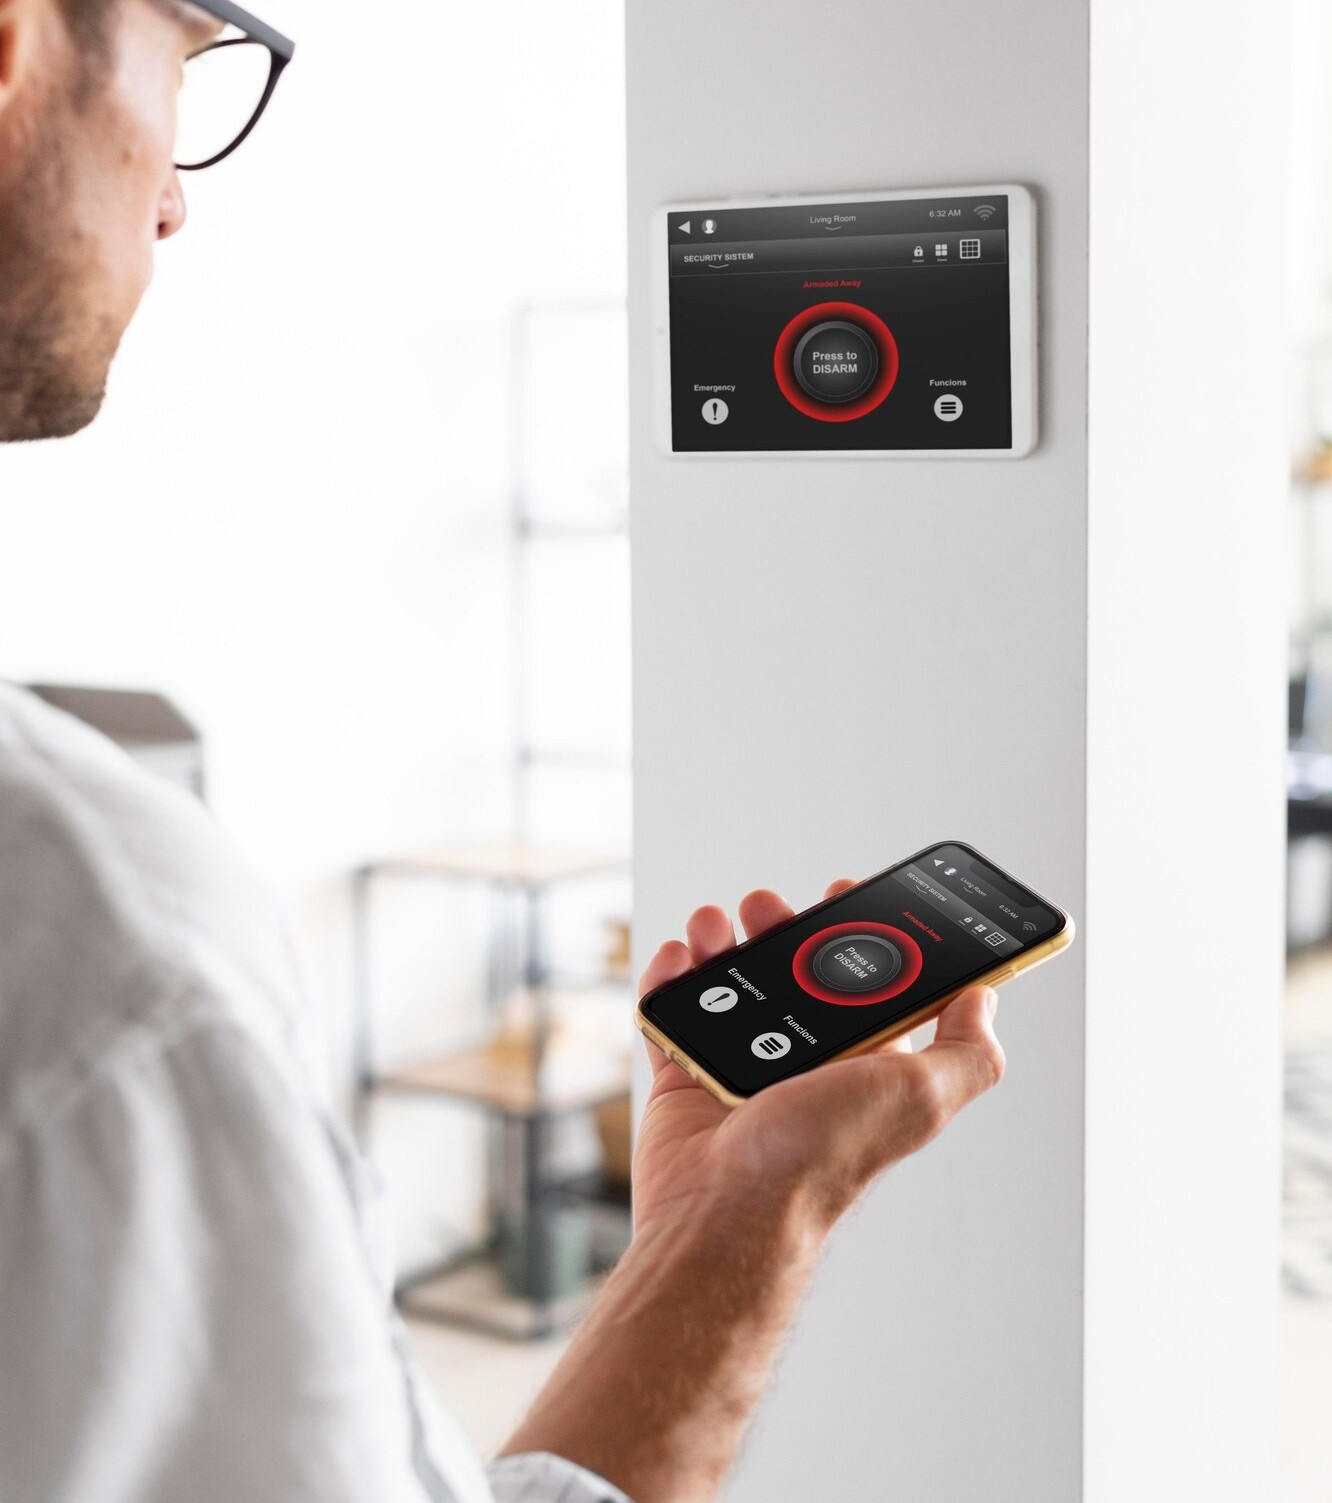 Living Room
6:32 AM
SECURITY SISTEM
Armaded Away
Press to
DISARM
Emergency
Funcions
Living Room
6:32 AM
SECURITY SISTEM
Armaded Away
Press to
DISARM
Emergency
Funcions